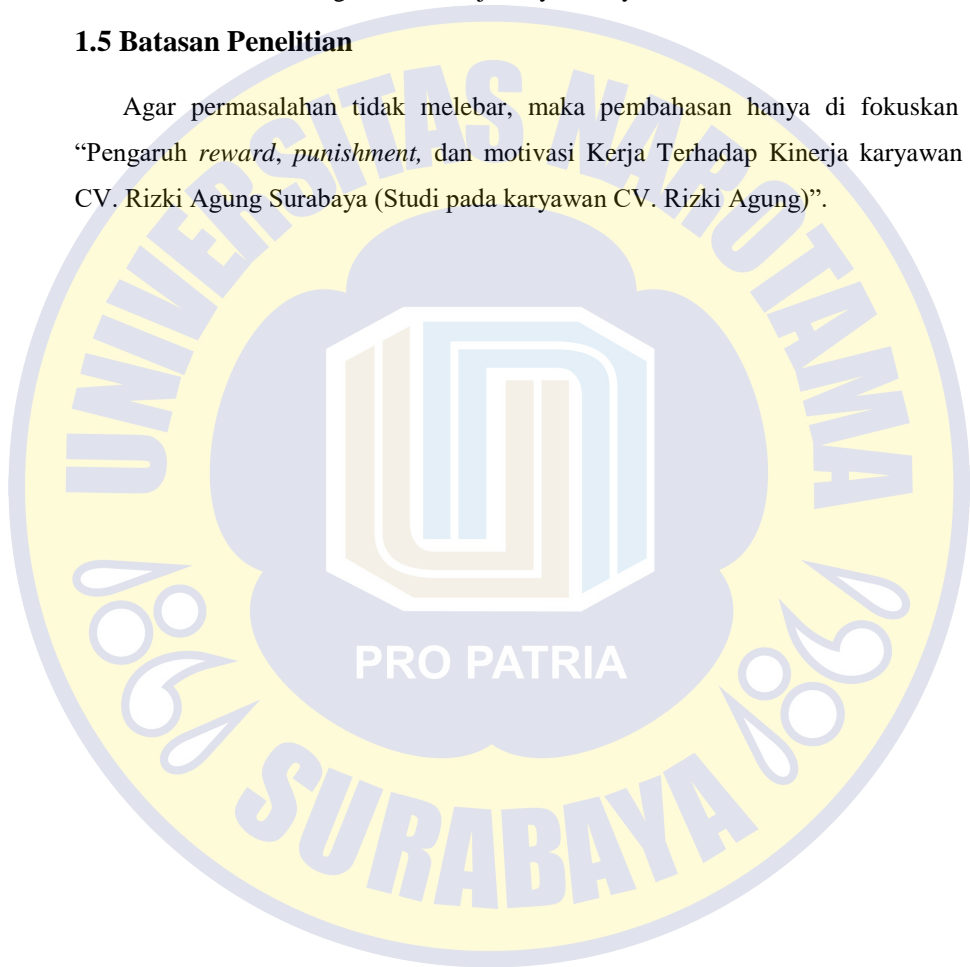 1.5 Batasan Penelitian
Agar permasalahan tidak melebar, maka pembahasan hanya di fokuskan
“Pengaruh reward, punishment, dan motivasi Kerja Terhadap Kinerja karyawan
CV. Rizki Agung Surabaya (Studi pada karyawan CV. Rizki Agung)”.
UNIVERSITAS NAROTAMA
PRO PATRIA
SURABAYA